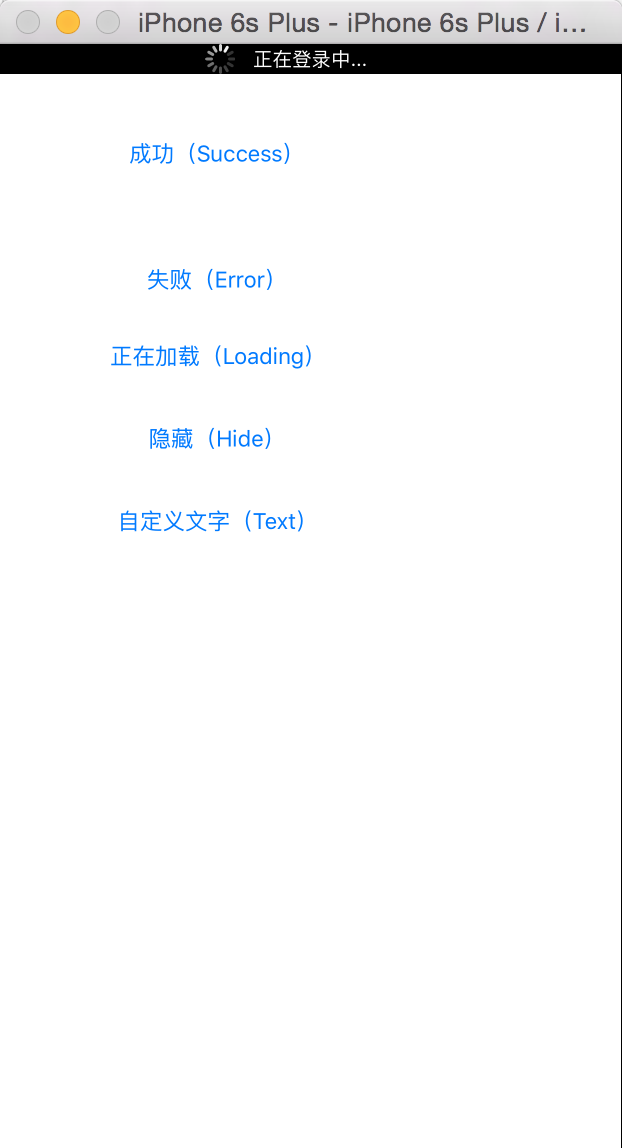 iPhone 6s Plus - iPhone 6s Plus / i...
正在登录中...
成功（Success）
失败（Error）
正在加载（Loading）
隐藏（Hide）
自定义文字（Text）